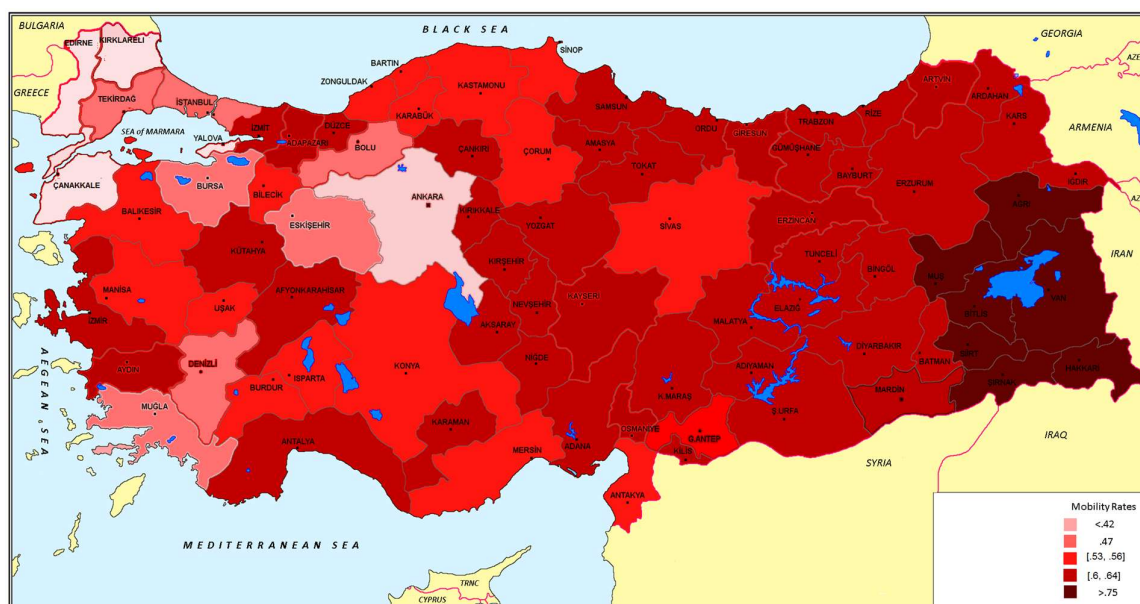 BULGARIA
BLACK SEA
GEORGIA
AZE
GREECE
ARMENIA
AZ
IRAN
IRAQ
SYRIA
SEA of MARMARA
AEGEAN SEA
MEDITERRANEAN SEA
TRNC
CYPRUS
EDİRNE
KIRKLARELİ
TEKİRDAĞ
İSTANBUL
YALOVA
İZMİT
ADAPAZARI
DÜZCE
BOLU
ZONGULDAK
BARTIN
KARABÜK
KASTAMONU
SİNOP
ÇANKIRI
ÇORUM
SAMSUN
AMASYA
TOKAT
ORDU
GİRESUN
GÜMÜŞHANE
TRABZON
RİZE
BAYBURT
ARTVIN
ARDAHAN
KARS
IĞDIR
ERZURUM
ERZİNCAN
AĞRI
ÇANAKKALE
BALIKESİR
BURSA
BİLECİK
ESKİŞEHİR
ANKARA
KIRIKKALE
YOZGAT
SİVAS
KÜTAHYA
MANİSA
İZMİR
UŞAK
AFYONKARAHISAR
KIRŞEHİR
NEVŞEHİR
AKSARAY
KAYSERİ
NİĞDE
TUNCELİ
BİNGÖL
ELAZIĞ
MALATYA
MUŞ
VAN
BİTLİS
SİİRT
HAKKARİ
ŞIRNAK
BATMAN
DİYARBAKIR
MARDİN
ADIYAMAN
Ş.URFA
K.MARAŞ
G.ANTEP
KİLİS
OSMANİYE
ADANA
ANTAKYA
AYDIN
DENİZLİ
MUĞLA
BURDUR
ISPARTA
KONYA
KARAMAN
ANTALYA
MERSİN
Mobility Rates
<.42
.47
[.53, .56]
[.6, .64]
>.75